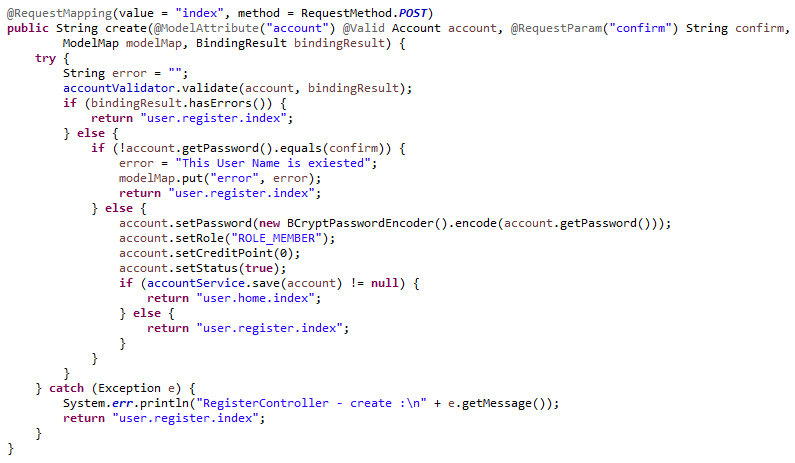 @RequestMapping(value = "index", method = RequestMethod.POST)
public String create(@ModelAttribute("account") @Valid Account account, @RequestParam("confirm") String confirm,
        ModelMap modelMap, BindingResult bindingResult) {
    try {
        String error = "";
        accountValidator.validate(account, bindingResult);
        if (bindingResult.hasErrors()) {
            return "user.register.index";
        } else {
            if (!account.getPassword().equals(confirm)) {
                error = "This User Name is exiested";
                modelMap.put("error", error);
                return "user.register.index";
            } else {
                account.setPassword(new BCryptPasswordEncoder().encode(account.getPassword()));
                account.setRole("ROLE_MEMBER");
                account.setCreditPoint(0);
                account.setStatus(true);
                if (accountService.save(account) != null) {
                    return "user.home.index";
                } else {
                    return "user.register.index";
                }
            }
        }
    } catch (Exception e) {
        System.err.println("RegisterController - create :\n" + e.getMessage());
        return "user.register.index";
    }
}